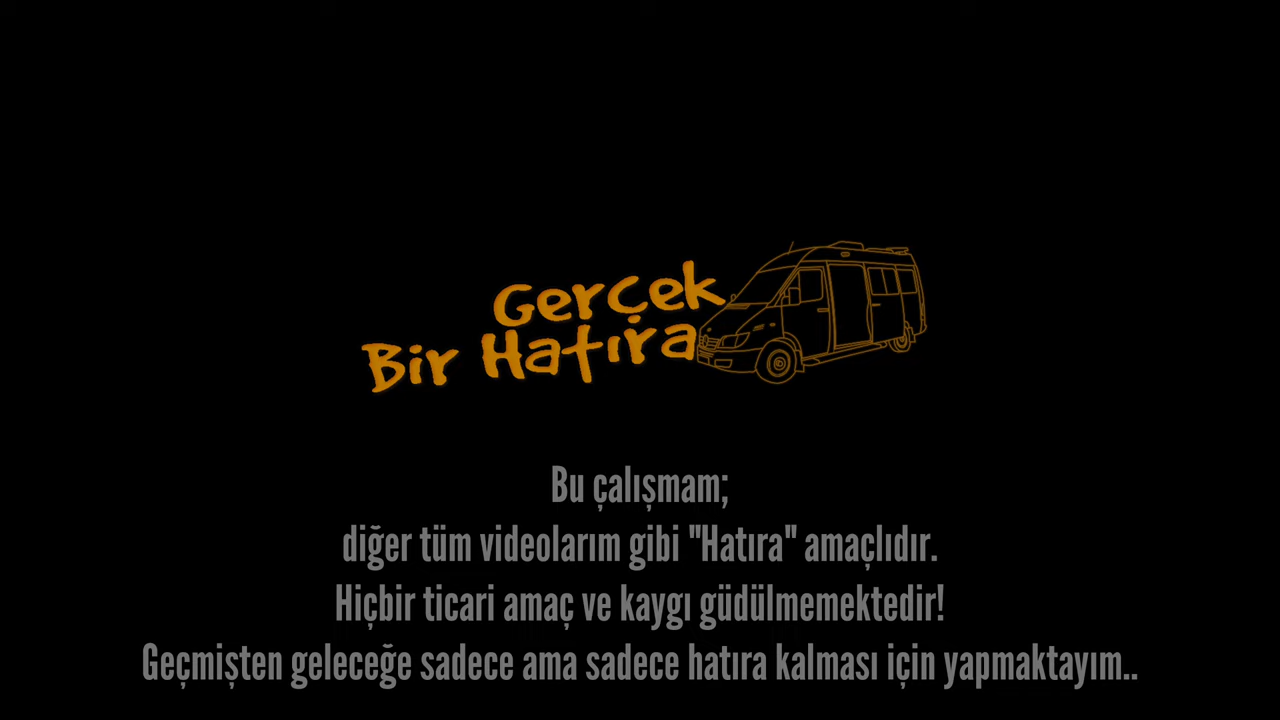 Gerçek
Bir Hatıra
Bu çalışmam;
diğer tüm videolarım gibi "Hatıra" amaçlıdır.
Hiçbir ticari amaç ve kaygı güdülmemektedir!
Geçmişten geleceğe sadece ama sadece hatıra kalması için yapmaktayım..